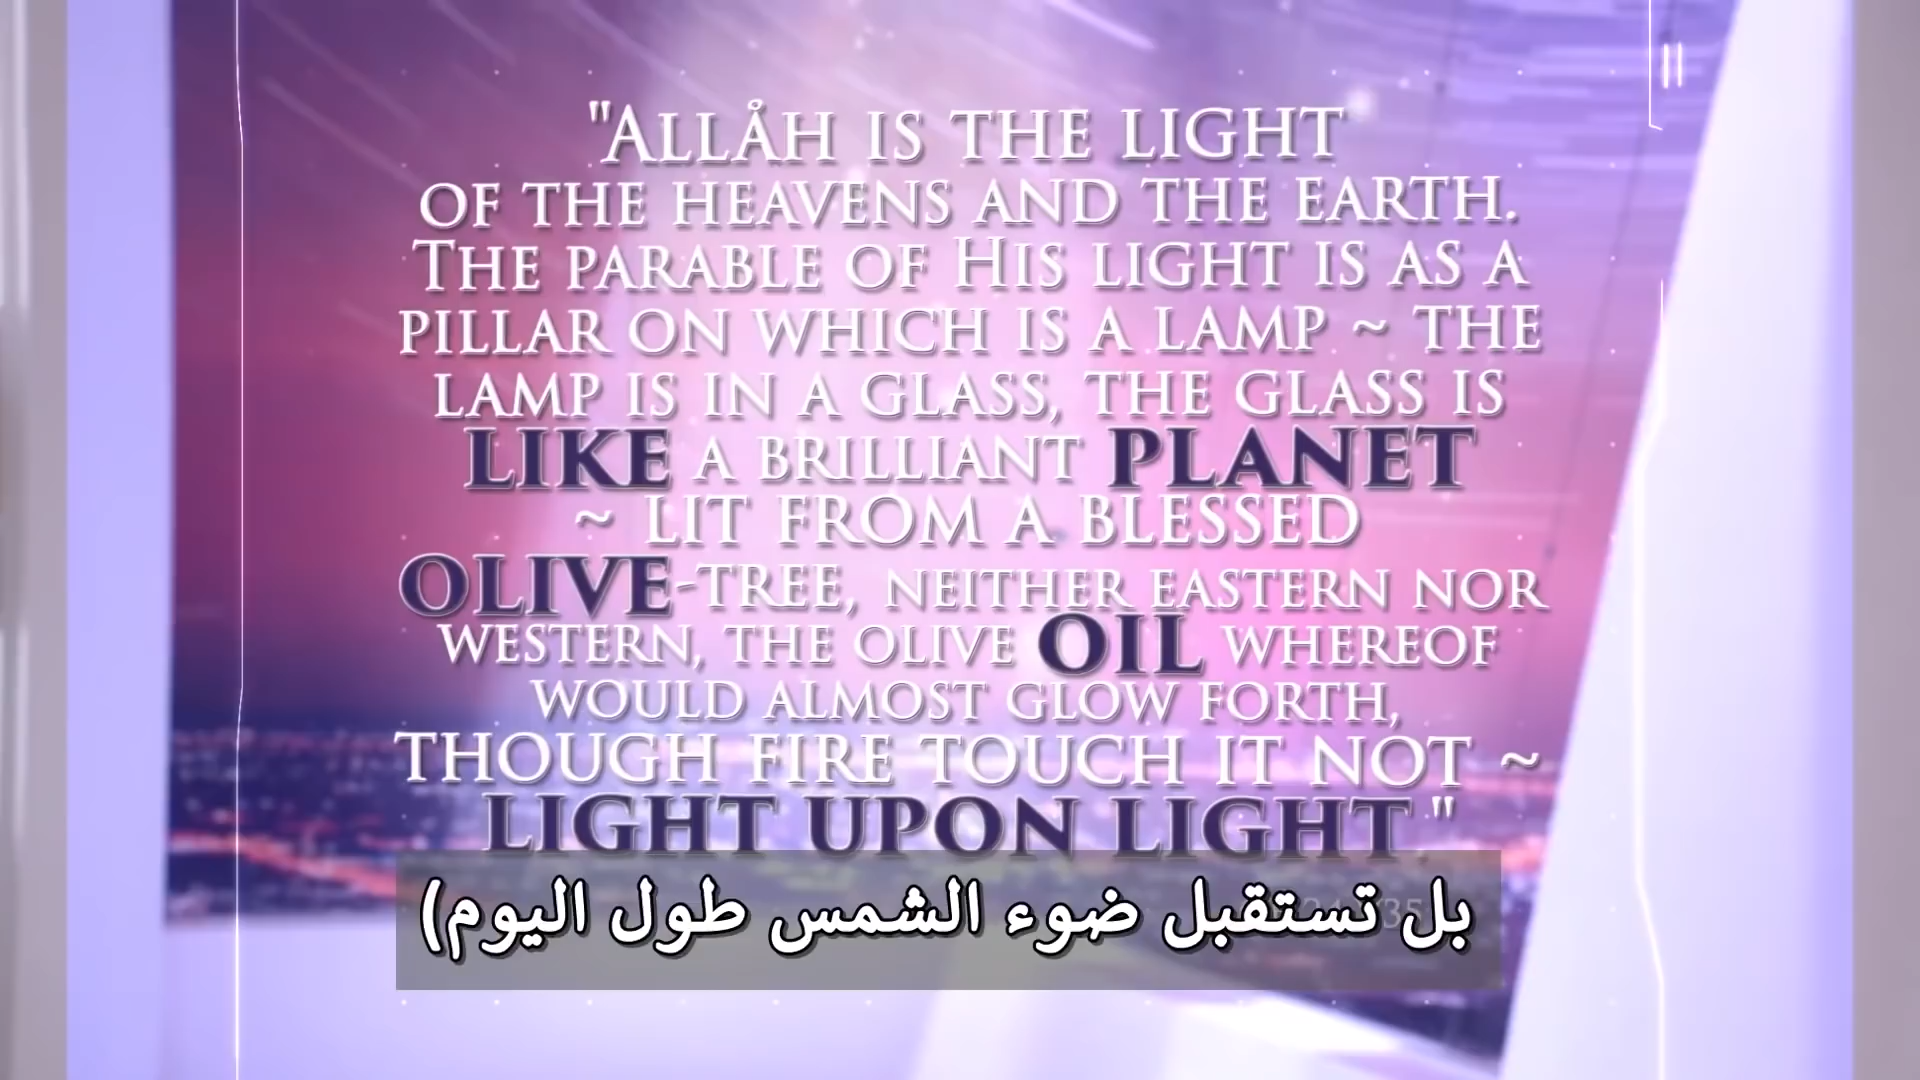 "Allåh is the light
of the heavens and the earth.
The parable of His light is as a
pillar on which is a lamp ~ the
lamp is in a glass, the glass is
LIKE a brilliant PLANET
~ lit from a blessed
OLIVE-tree, neither eastern nor
western, the olive OIL whereof
would almost glow forth,
though fire touch it not ~
LIGHT UPON LIGHT."
بل تستقبل ضوء الشمس طول اليوم)